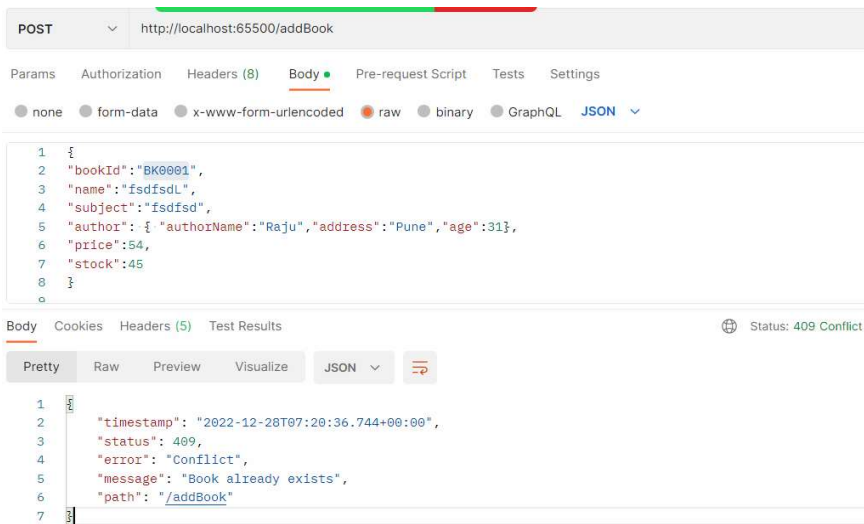 POST http://localhost:65500/addBook
Params Authorization Headers (8) Body Pre-request Script Tests Settings
none form-data x-www-form-urlencoded raw binary GraphQL JSON
1 {
2 "bookId":"BK0001",
3 "name":"fsdfsdL",
4 "subject":"fsdfsd",
5 "author": { "authorName":"Raju","address":"Pune","age":31},
6 "price":54,
7 "stock":45
8 }
9
Body Cookies Headers (5) Test Results Status: 409 Conflict
Pretty Raw Preview Visualize JSON
1 {
2 "timestamp": "2022-12-28T07:20:36.744+00:00",
3 "status": 409,
4 "error": "Conflict",
5 "message": "Book already exists",
6 "path": "/addBook"
7 }